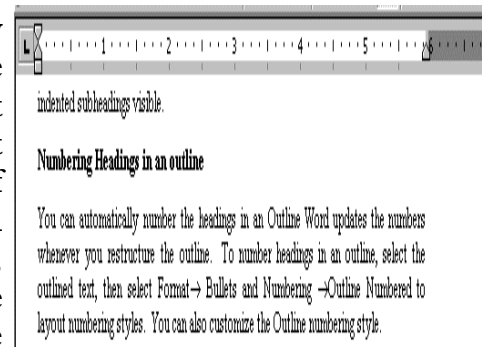 L 1 2 3 4 5 6
indented subheadings visible.
Numbering Headings in an outline
You can automatically number the headings in an Outline Word updates the numbers
whenever you restructure the outline. To number headings in an outline, select the
outlined text, then select Format→ Bullets and Numbering →Outline Numbered to
layout numbering styles. You can also customize the Outline numbering style.